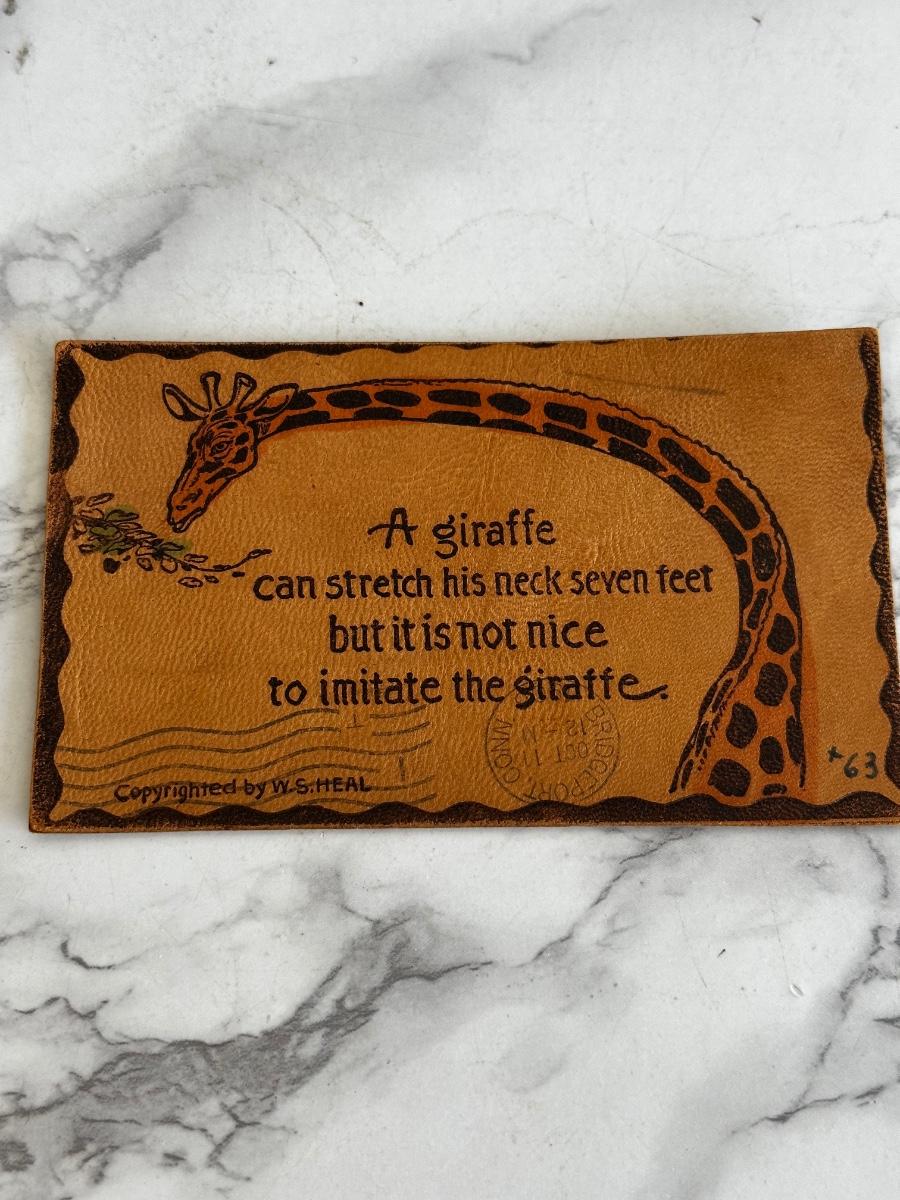 A giraffe
can stretch his neck seven feet
but it is not nice
to imitate the giraffe.
BRIDGEPORT, CONN.
OCT 11
Copyrighted by W.S. HEAL
+63